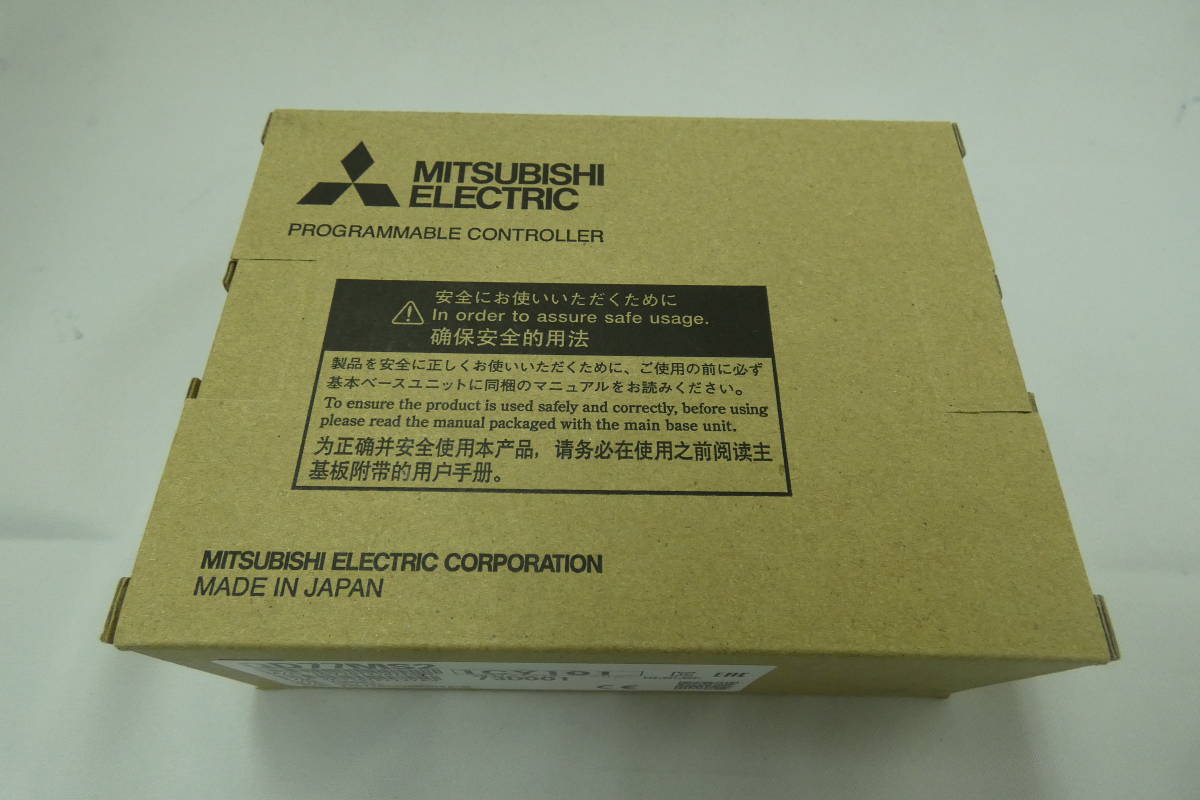 MITSUBISHI
ELECTRIC
PROGRAMMABLE CONTROLLER
安全にお使いいただくために
In order to assure safe usage.
确保安全的用法
製品を安全に正しくお使いいただくために、ご使用の前に必ず
基本ベースユニットに同梱のマニュアルをお読みください。
To ensure the product is used safely and correctly, before using
please read the manual packaged with the main base unit.
为正确并安全使用本产品，请务必在使用之前阅读主
基板附带的用户手册。
MITSUBISHI ELECTRIC CORPORATION
MADE IN JAPAN
D77MS2
CE
EAC